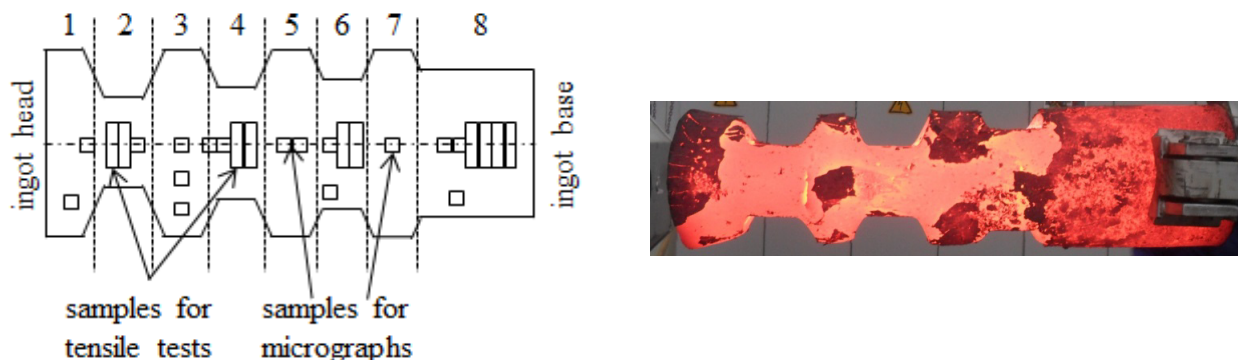 1 2 3 4 5 6 7 8
ingot head
ingot base
samples for
tensile tests
samples for
micrographs